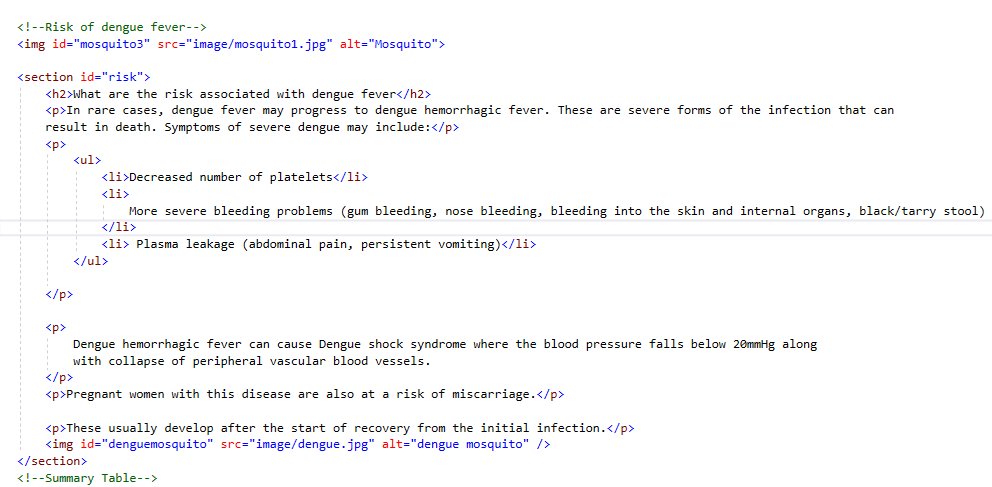 <!--Risk of dengue fever-->
<img id="mosquito3" src="image/mosquito1.jpg" alt="Mosquito">
<section id="risk">
<h2>What are the risk associated with dengue fever</h2>
<p>In rare cases, dengue fever may progress to dengue hemorrhagic fever. These are severe forms of the infection that can
result in death. Symptoms of severe dengue may include:</p>
<p>
<ul>
<li>Decreased number of platelets</li>
<li>
More severe bleeding problems (gum bleeding, nose bleeding, bleeding into the skin and internal organs, black/tarry stool)
</li>
<li> Plasma leakage (abdominal pain, persistent vomiting)</li>
</ul>
</p>
<p>
Dengue hemorrhagic fever can cause Dengue shock syndrome where the blood pressure falls below 20mmHg along
with collapse of peripheral vascular blood vessels.
</p>
<p>Pregnant women with this disease are also at a risk of miscarriage.</p>
<p>These usually develop after the start of recovery from the initial infection.</p>
<img id="denguemosquito" src="image/dengue.jpg" alt="dengue mosquito" />
</section>
<!--Summary Table-->